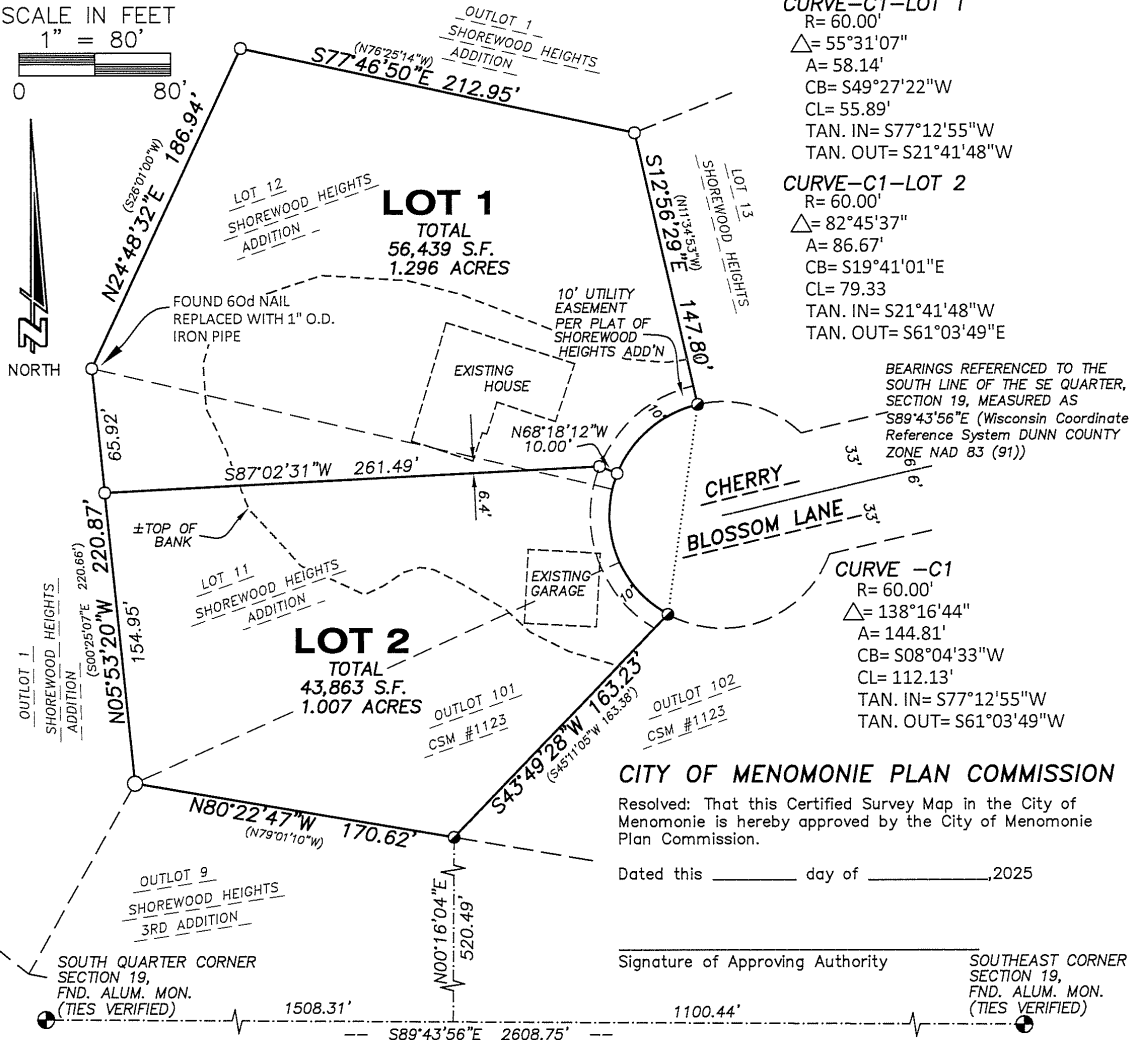 SCALE IN FEET
1" = 80'
0 80'
NORTH
OUTLOT 1
SHOREWOOD HEIGHTS
ADDITION
(N76°25'14"W)
S77°46'50"E 212.95'
(S26°01'00"W)
N24°48'32"E 186.94'
LOT 12
SHOREWOOD HEIGHTS
ADDITION
LOT 1
TOTAL
56,439 S.F.
1.296 ACRES
S12°56'29"E 147.80'
(N11°34'53"W)
LOT 13
SHOREWOOD HEIGHTS
FOUND 60d NAIL
REPLACED WITH 1" O.D.
IRON PIPE
10' UTILITY
EASEMENT
PER PLAT OF
SHOREWOOD
HEIGHTS ADD'N
EXISTING
HOUSE
N68°18'12"W
10.00'
10'
65.92'
S87°02'31"W 261.49'
6.4'
±TOP OF
BANK
CHERRY
BLOSSOM LANE
33'
66'
33'
LOT 11
SHOREWOOD HEIGHTS
ADDITION
EXISTING
GARAGE
10'
(S00°25'07"E 220.66')
N05°53'20"W 220.87'
154.95'
OUTLOT 1
SHOREWOOD HEIGHTS
ADDITION
LOT 2
TOTAL
43,863 S.F.
1.007 ACRES
OUTLOT 101
CSM #1123
OUTLOT 102
CSM #1123
S43°49'28"W 163.23'
(S45°11'05"W 163.38')
N80°22'47"W 170.62'
(N79°01'10"W)
OUTLOT 9
SHOREWOOD HEIGHTS
3RD ADDITION
N00°16'04"E
520.49'
SOUTH QUARTER CORNER
SECTION 19,
FND. ALUM. MON.
(TIES VERIFIED)
1508.31'
1100.44'
S89°43'56"E 2608.75'
SOUTHEAST CORNER
SECTION 19,
FND. ALUM. MON.
(TIES VERIFIED)
CURVE-C1-LOT 1
R= 60.00'
△= 55°31'07"
A= 58.14'
CB= S49°27'22"W
CL= 55.89'
TAN. IN= S77°12'55"W
TAN. OUT= S21°41'48"W
CURVE-C1-LOT 2
R= 60.00'
△= 82°45'37"
A= 86.67'
CB= S19°41'01"E
CL= 79.33
TAN. IN= S21°41'48"W
TAN. OUT= S61°03'49"E
BEARINGS REFERENCED TO THE
SOUTH LINE OF THE SE QUARTER,
SECTION 19, MEASURED AS
S89°43'56"E (Wisconsin Coordinate
Reference System DUNN COUNTY
ZONE NAD 83 (91))
CURVE -C1
R= 60.00'
△= 138°16'44"
A= 144.81'
CB= S08°04'33"W
CL= 112.13'
TAN. IN= S77°12'55"W
TAN. OUT= S61°03'49"W
CITY OF MENOMONIE PLAN COMMISSION
Resolved: That this Certified Survey Map in the City of
Menomonie is hereby approved by the City of Menomonie
Plan Commission.
Dated this ________ day of ____________,2025
Signature of Approving Authority